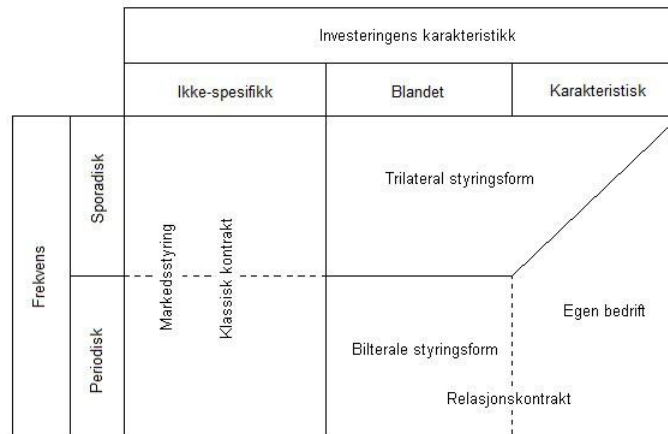 Investeringens karakteristikk
Ikke-spesifikk
Blandet
Karakteristisk
Frekvens
Sporadisk
Periodisk
Markedsstyring
Klassisk kontrakt
Trilateral styringsform
Egen bedrift
Bilterale styringsform
Relasjonskontrakt